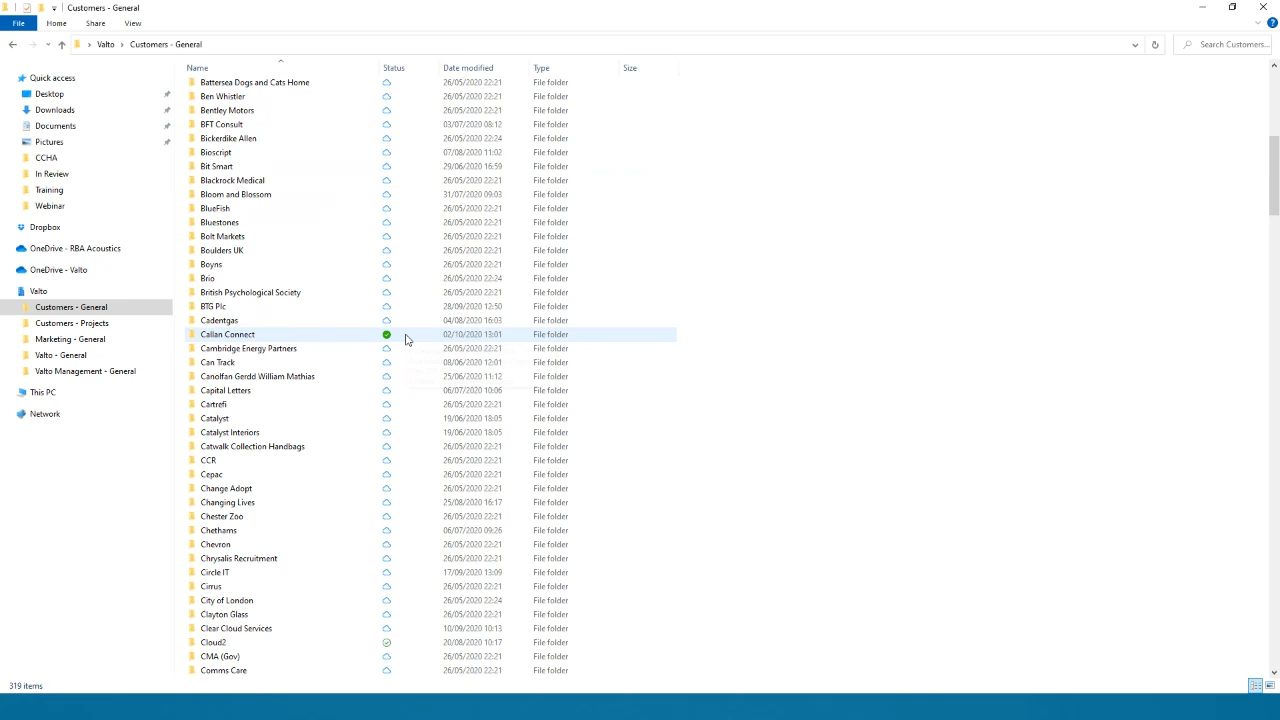 Customers - General
File Home Share View
Valto Customers - General Search Customers...
Quick access
Desktop
Downloads
Documents
Pictures
CCHA
In Review
Training
Webinar
Dropbox
OneDrive - RBA Acoustics
OneDrive - Valto
Valto
Customers - General
Customers - Projects
Marketing - General
Valto - General
Valto Management - General
This PC
Network
Name Status Date modified Type Size
Battersea Dogs and Cats Home 26/05/2020 22:21 File folder
Ben Whistler 26/05/2020 22:21 File folder
Bentley Motors 26/05/2020 22:21 File folder
BFT Consult 03/07/2020 08:12 File folder
Bickerdike Allen 26/05/2020 22:24 File folder
Bioscript 07/08/2020 11:02 File folder
Bit Smart 29/06/2020 16:59 File folder
Blackrock Medical 26/05/2020 22:21 File folder
Bloom and Blossom 31/07/2020 09:03 File folder
BlueFish 26/05/2020 22:21 File folder
Bluestones 26/05/2020 22:21 File folder
Bolt Markets 26/05/2020 22:21 File folder
Boulders UK 26/05/2020 22:21 File folder
Boyns 26/05/2020 22:21 File folder
Brio 26/05/2020 22:24 File folder
British Psychological Society 26/05/2020 22:21 File folder
BTG Plc 28/09/2020 12:50 File folder
Cadentgas 04/08/2020 16:03 File folder
Callan Connect 02/10/2020 13:01 File folder
Cambridge Energy Partners 26/05/2020 22:21 File folder
Can Track 08/06/2020 12:01 File folder
Canolfan Gerdd William Mathias 25/06/2020 11:12 File folder
Capital Letters 06/07/2020 10:06 File folder
Cartrefi 26/05/2020 22:21 File folder
Catalyst 19/06/2020 18:05 File folder
Catalyst Interiors 19/06/2020 18:05 File folder
Catwalk Collection Handbags 26/05/2020 22:21 File folder
CCR 26/05/2020 22:21 File folder
Cepac 26/05/2020 22:21 File folder
Change Adopt 26/05/2020 22:21 File folder
Changing Lives 25/08/2020 16:17 File folder
Chester Zoo 26/05/2020 22:21 File folder
Chethams 06/07/2020 09:26 File folder
Chevron 26/05/2020 22:21 File folder
Chrysalis Recruitment 26/05/2020 22:21 File folder
Circle IT 17/09/2020 13:09 File folder
Cirrus 26/05/2020 22:21 File folder
City of London 26/05/2020 22:24 File folder
Clayton Glass 26/05/2020 22:21 File folder
Clear Cloud Services 10/09/2020 10:13 File folder
Cloud2 20/08/2020 10:17 File folder
CMA (Gov) 26/05/2020 22:21 File folder
Comms Care 26/05/2020 22:21 File folder
319 items